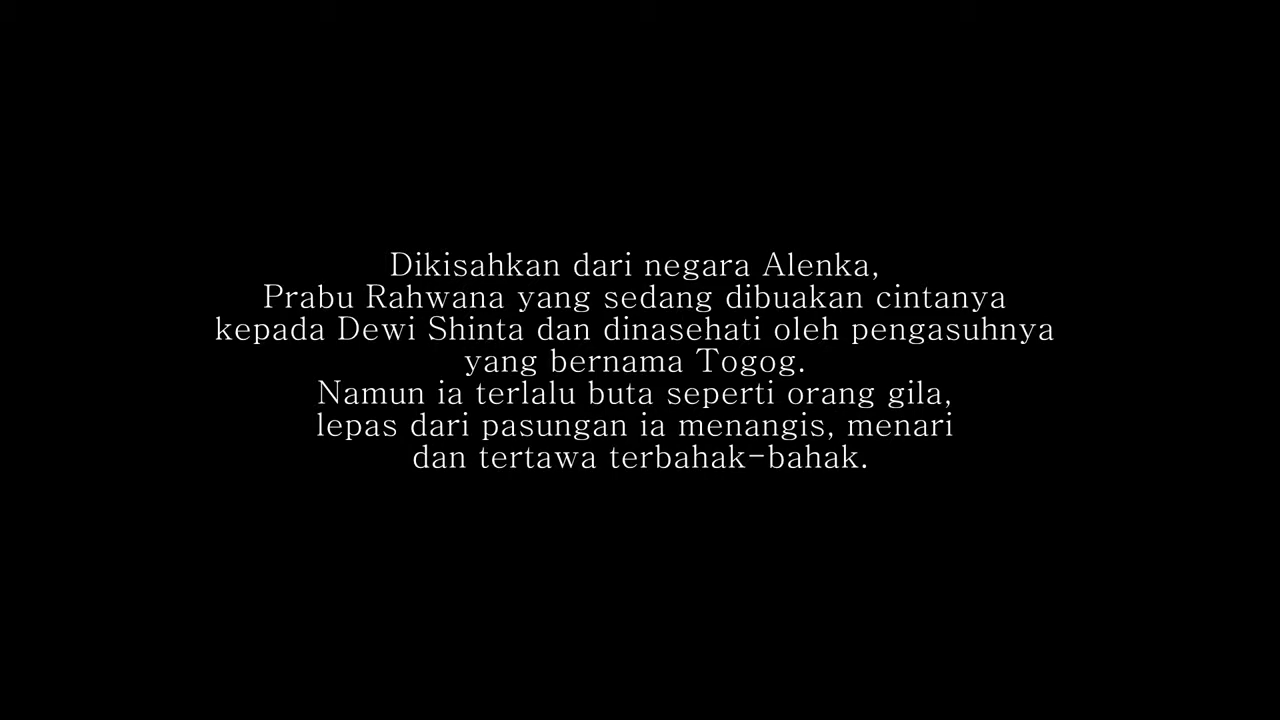 Dikisahkan dari negara Alenka,
Prabu Rahwana yang sedang dibuakan cintanya
kepada Dewi Shinta dan dinasehati oleh pengasuhnya
yang bernama Togog.
Namun ia terlalu buta seperti orang gila,
lepas dari pasungan ia menangis, menari
dan tertawa terbahak-bahak.